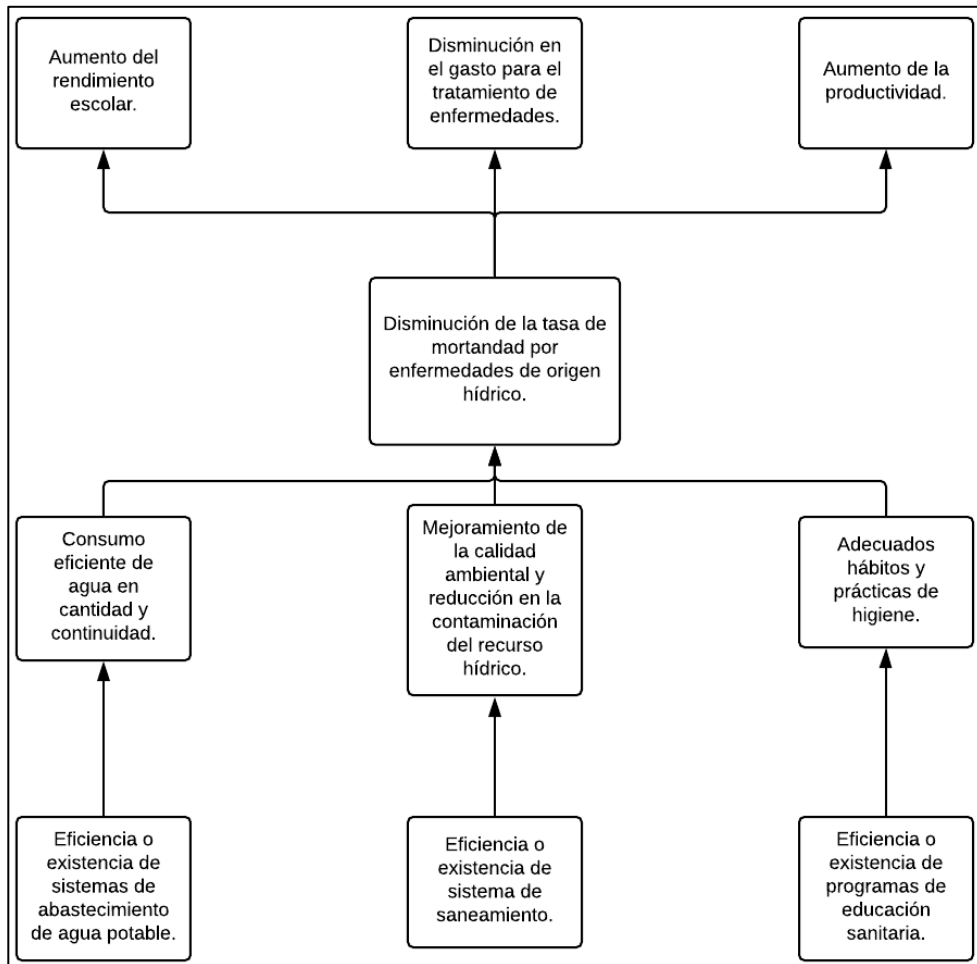 Aumento del
rendimiento
escolar.
Disminución en
el gasto para el
tratamiento de
enfermedades.
Aumento de la
productividad.
Disminución de la tasa de
mortandad por
enfermedades de origen
hídrico.
Consumo
eficiente de
agua en
cantidad y
continuidad.
Mejoramiento de
la calidad
ambiental y
reducción en la
contaminación
del recurso
hídrico.
Adecuados
hábitos y
prácticas de
higiene.
Eficiencia o
existencia de
sistemas de
abastecimiento
de agua potable.
Eficiencia o
existencia de
sistema de
saneamiento.
Eficiencia o
existencia de
programas de
educación
sanitaria.